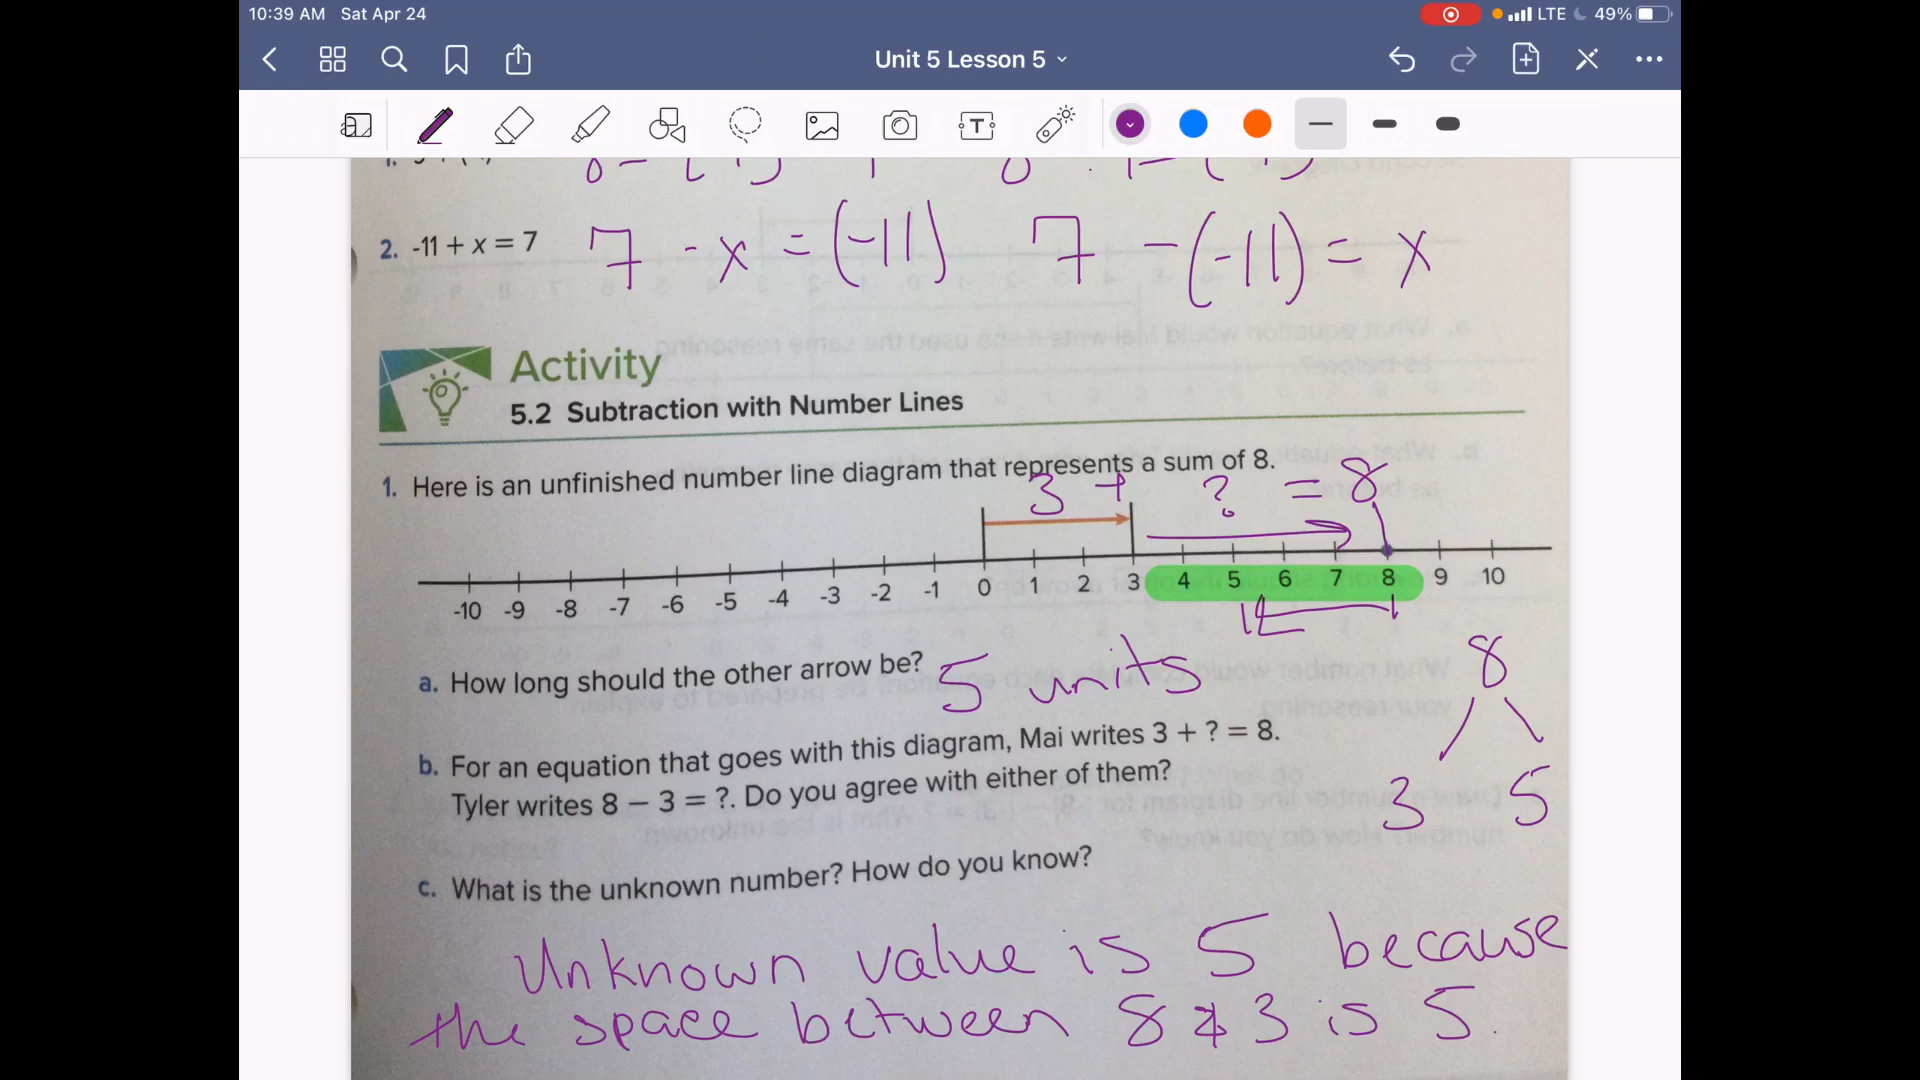 10:39 AM Sat Apr 24
LTE 49%
Unit 5 Lesson 5
2. -11 + x = 7 7 - x = (-11) 7 - (-11) = x
Activity
5.2 Subtraction with Number Lines
1. Here is an unfinished number line diagram that represents a sum of 8.
3 + ? = 8
-10 -9 -8 -7 -6 -5 -4 -3 -2 -1 0 1 2 3 4 5 6 7 8 9 10
a. How long should the other arrow be? 5 units
8
b. For an equation that goes with this diagram, Mai writes 3 + ? = 8.
Tyler writes 8 − 3 = ?. Do you agree with either of them?
3 5
c. What is the unknown number? How do you know?
Unknown value is 5 because
the space between 8 & 3 is 5.